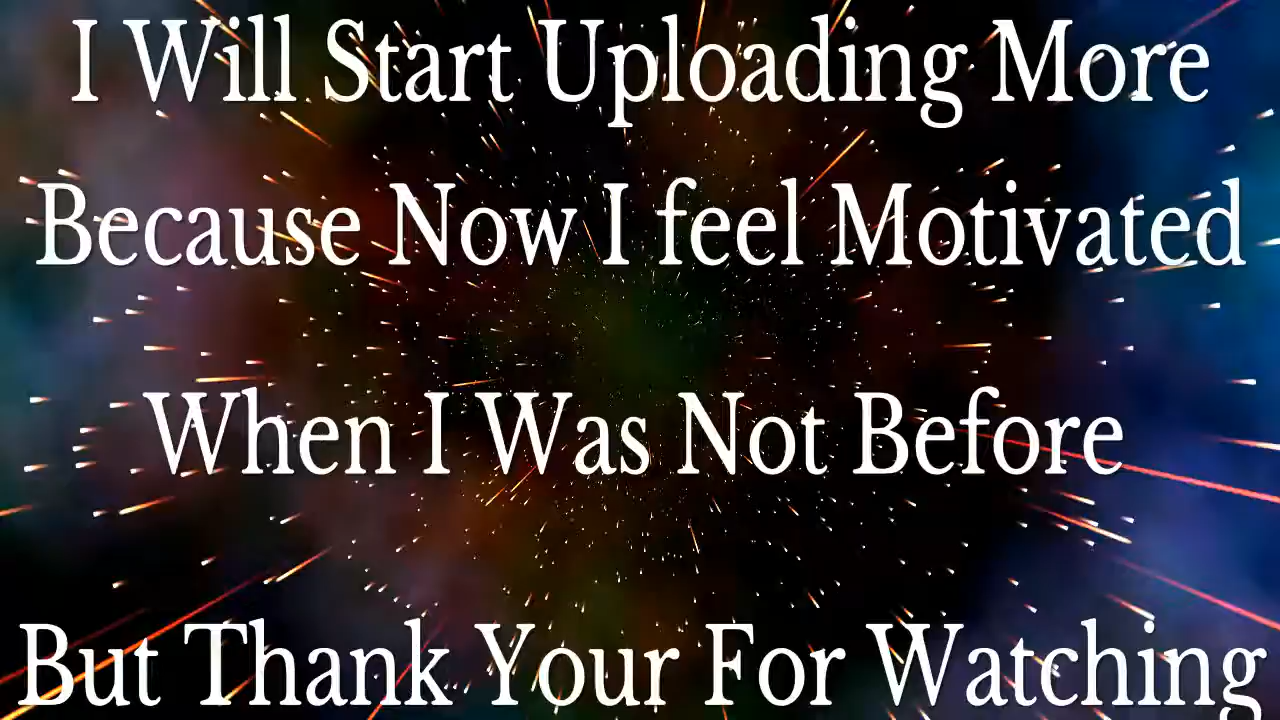 I Will Start Uploading More
Because Now I feel Motivated
When I Was Not Before
But Thank Your For Watching